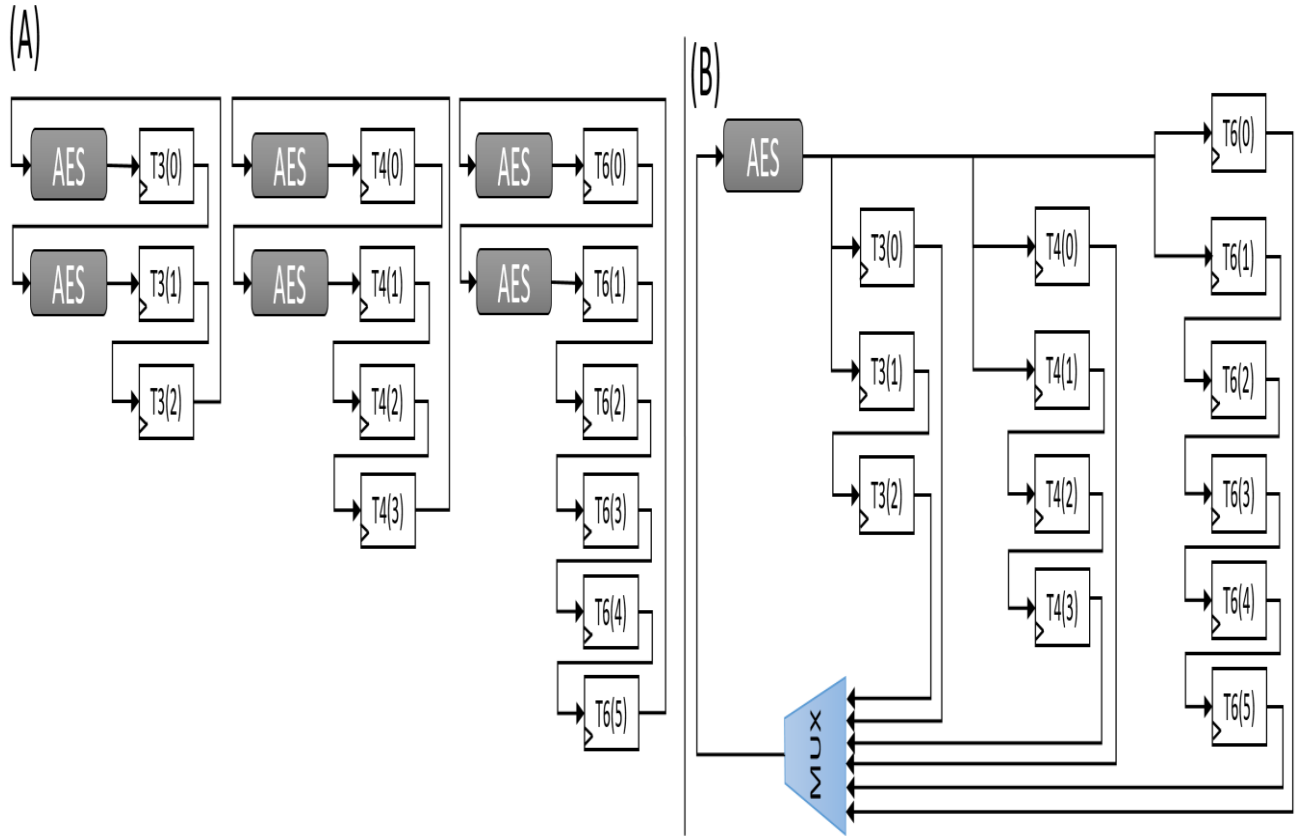 (A)
AES
T3(0)
AES
T3(1)
T3(2)
AES
T4(0)
AES
T4(1)
T4(2)
T4(3)
AES
T6(0)
AES
T6(1)
T6(2)
T6(3)
T6(4)
T6(5)
(B)
AES
T3(0)
T3(1)
T3(2)
T4(0)
T4(1)
T4(2)
T4(3)
T6(0)
T6(1)
T6(2)
T6(3)
T6(4)
T6(5)
MUX